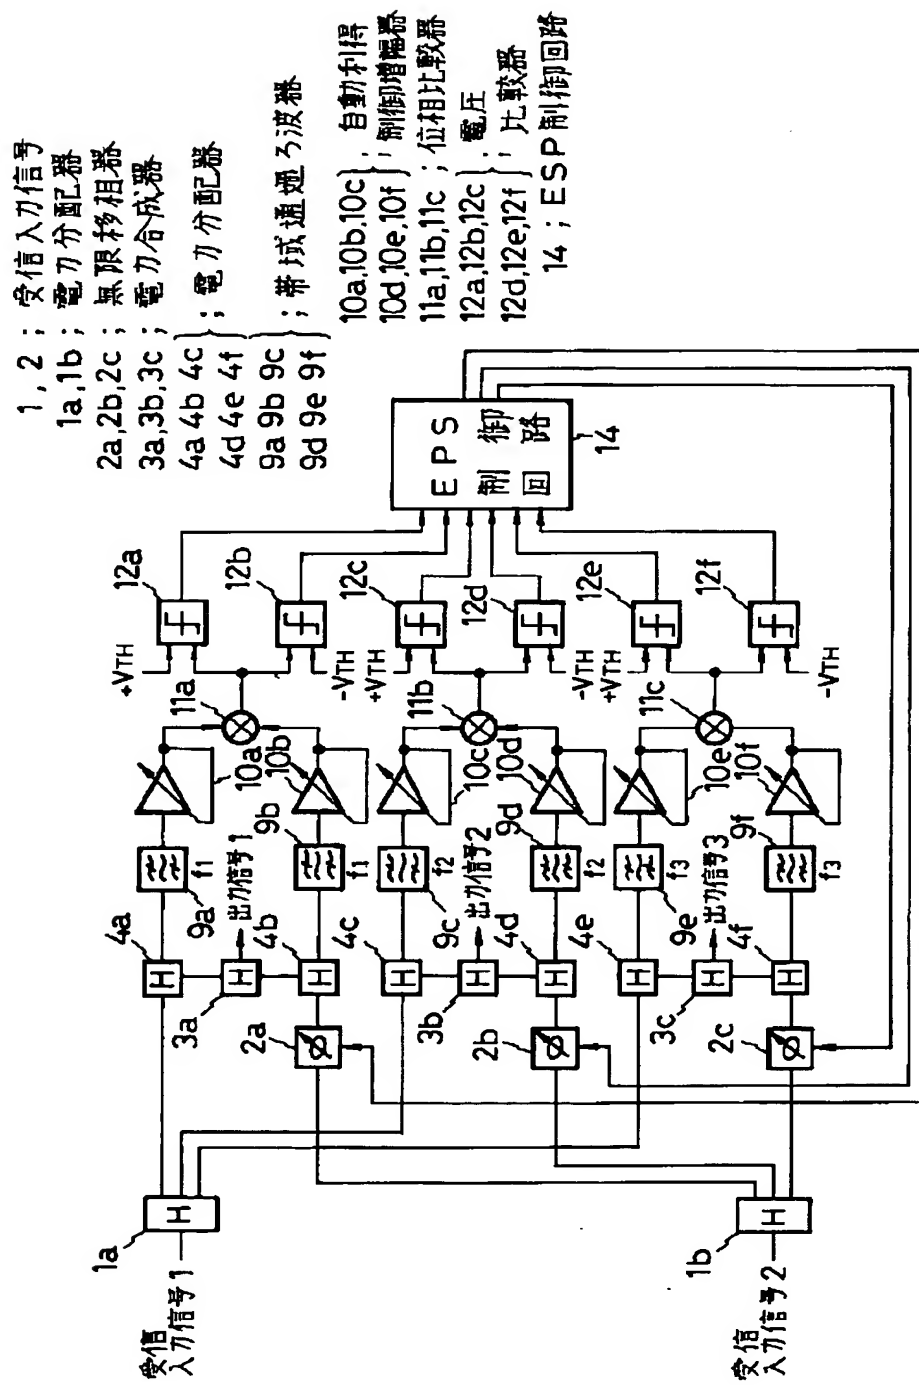 1 , 2 ; 受信入力信号
1a,1b ; 電力分配器
2a,2b,2c ; 無限移相器
3a,3b,3c ; 電力合成器
4a 4b 4c
4d 4e 4f
; 電力分配器
9a 9b 9c
9d 9e 9f
; 帯域通過ろ波器
10a,10b,10c
10d,10e,10f
; 自動利得
制御増幅器
11a,11b,11c ; 位相比較器
12a,12b,12c
12d,12e,12f
; 電圧
比較器
14 ; ESP制御回路
受信
入力信号1
1a
4a
9a
f1
10a
3a
出力信号1
11a
+VTH
12a
2a
4b
9b
f1
10b
-VTH
12b
4c
9c
f2
10c
3b
出力信号2
11b
+VTH
12c
EPS
制御
回路
14
2b
4d
9d
f2
10d
-VTH
12d
4e
9e
f3
10e
3c
出力信号3
11c
+VTH
12e
受信
入力信号2
1b
2c
4f
9f
f3
10f
-VTH
12f